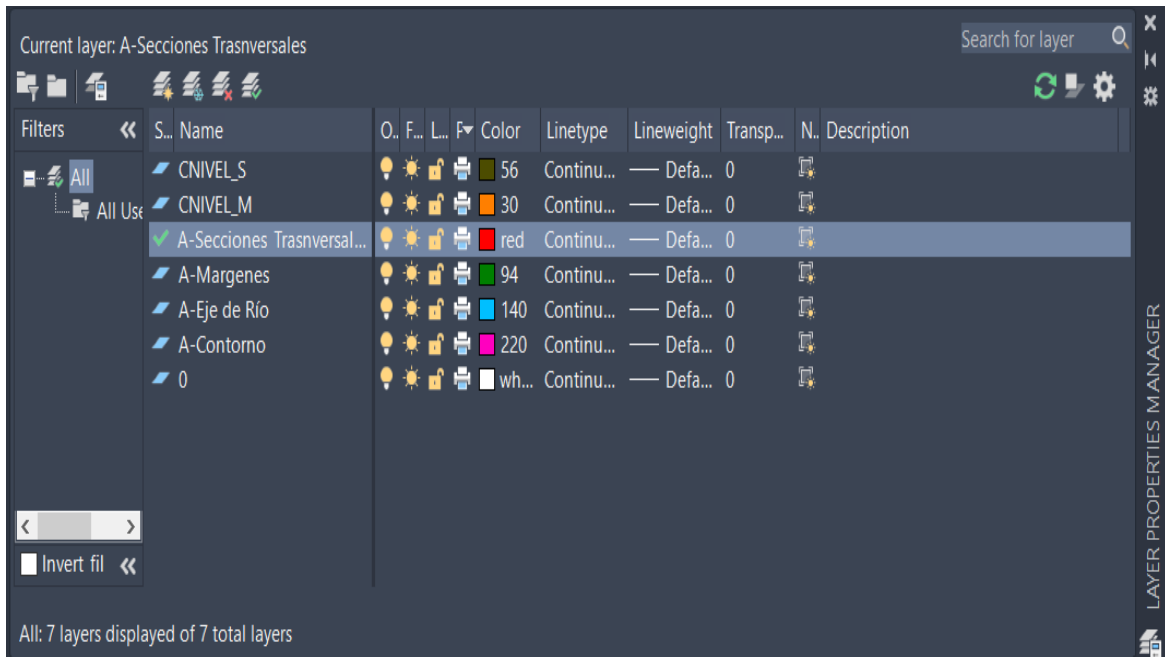 Current layer: A-Secciones Trasnversales
Search for layer
Filters
S... Name O.. F... L... P Color Linetype Lineweight Transp... N.. Description
All
All Use
CNIVEL_S 56 Continu... Defa... 0
CNIVEL_M 30 Continu... Defa... 0
A-Secciones Trasnversal... red Continu... Defa... 0
A-Margenes 94 Continu... Defa... 0
A-Eje de Río 140 Continu... Defa... 0
A-Contorno 220 Continu... Defa... 0
0 wh... Continu... Defa... 0
Invert fil
All: 7 layers displayed of 7 total layers
LAYER PROPERTIES MANAGER